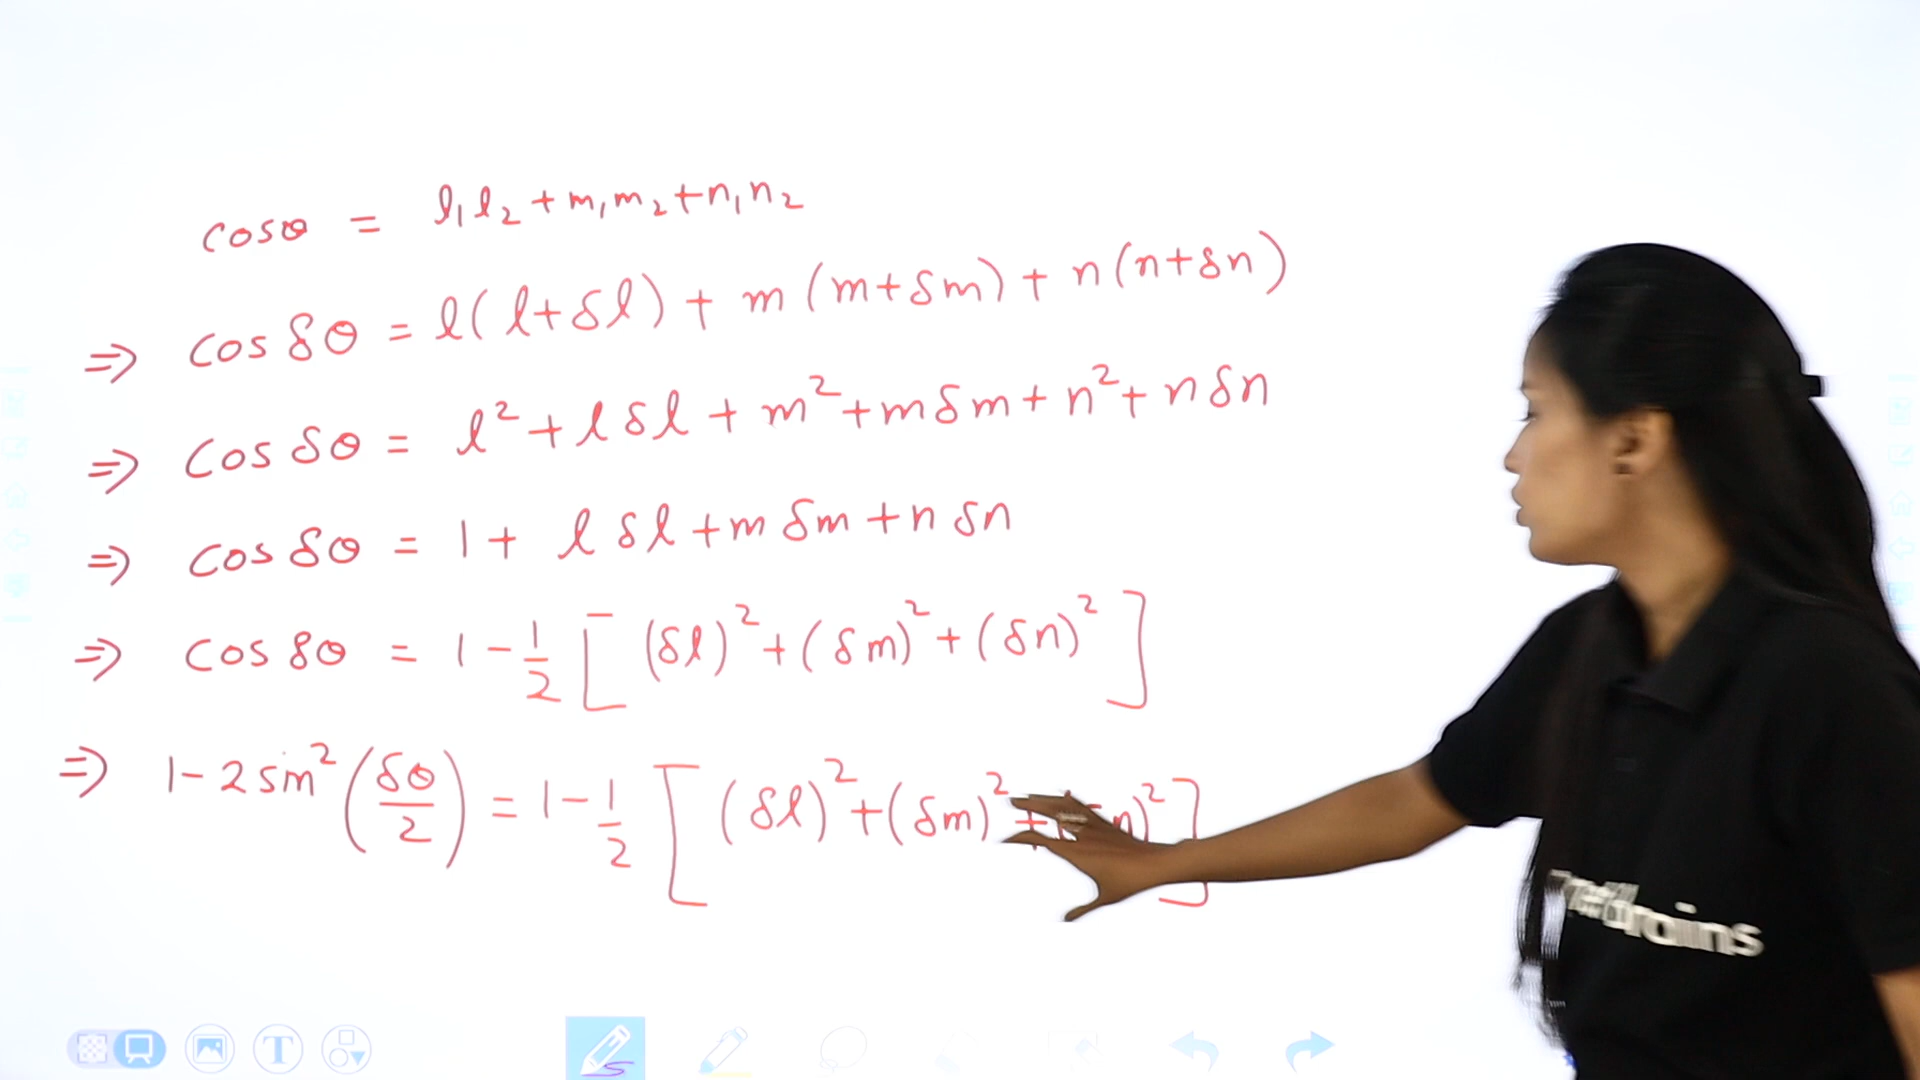 cosθ = l₁l₂ + m₁m₂ + n₁n₂
⇒ cos δθ = l(l+δl) + m(m+δm) + n(n+δn)
⇒ cos δθ = l² + l δl + m² + m δm + n² + n δn
⇒ cos δθ = 1 + l δl + m δm + n δn
⇒ cos δθ = 1 - 1/2 [(δl)² + (δm)² + (δn)²]
⇒ 1 - 2 sin² (δθ/2) = 1 - 1/2 [(δl)² + (δm)² + ( n)²]
T